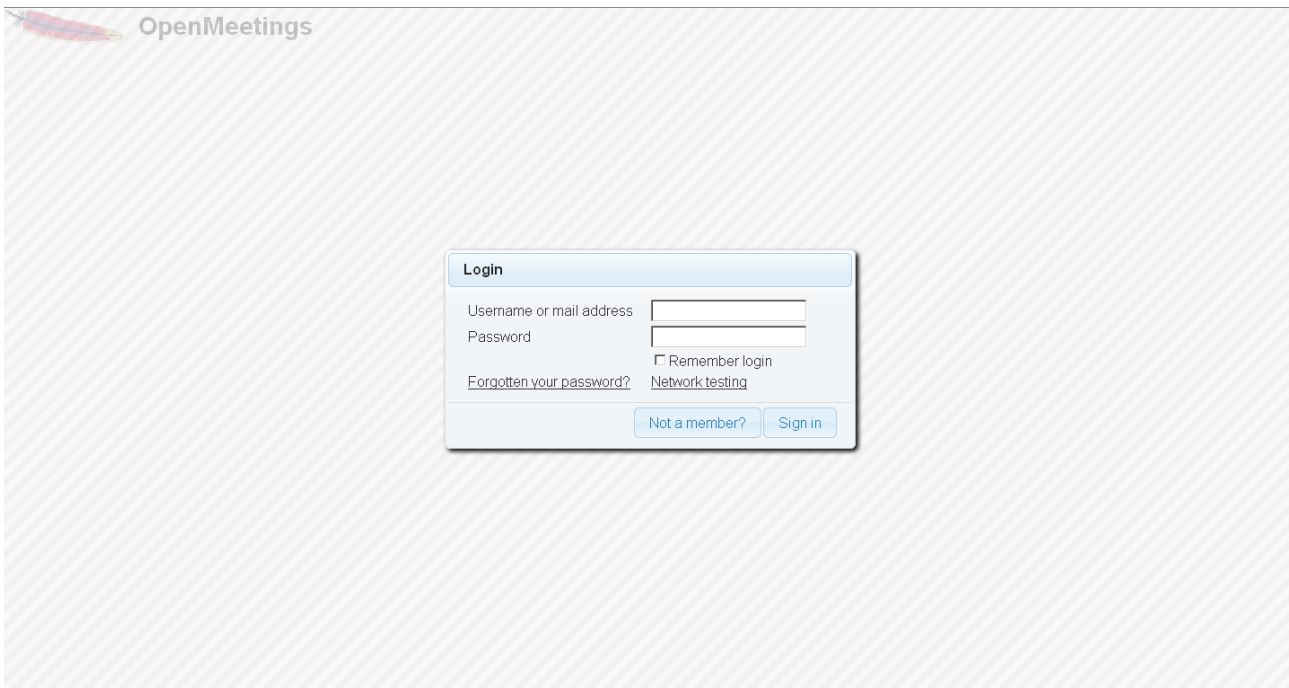 OpenMeetings
Login
Username or mail address
Password
Remember login
Forgotten your password? Network testing
Not a member? Sign in